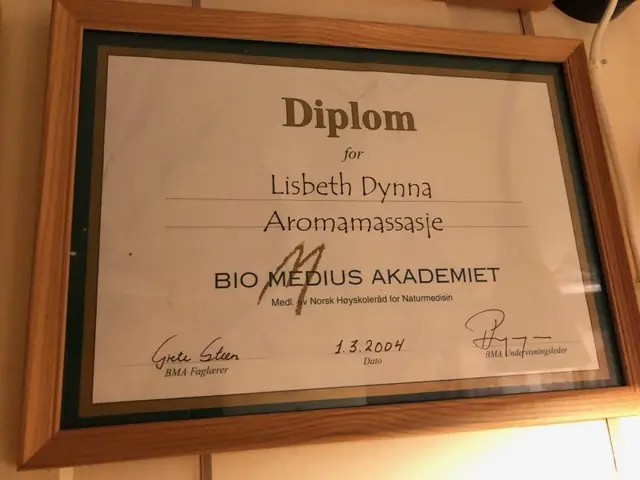 Diplom
for
Lisbeth Dynna
Aromamassasje
BIO MEDIUS AKADEMIET
Medl. av Norsk Høyskoleråd for Naturmedisin
Grete Steen
1.3.2004
BMA Faglærer
Dato
BMA Undervisningsleder